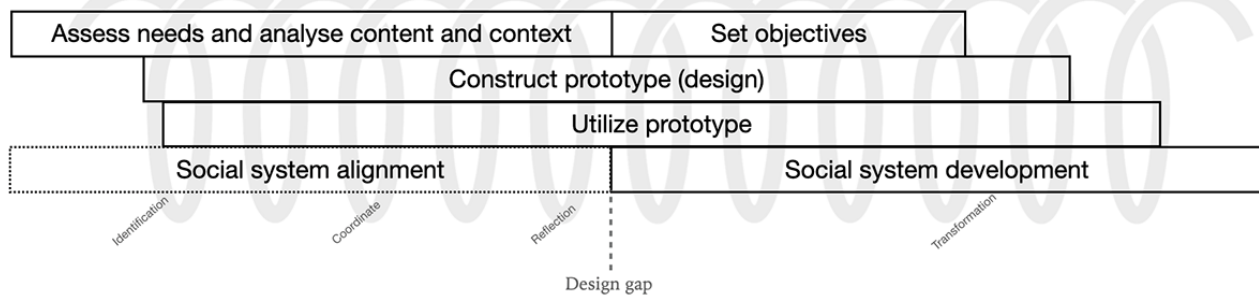 Assess needs and analyse content and context
Set objectives
Construct prototype (design)
Utilize prototype
Social system alignment
Social system development
Identification
Coordinate
Reflection
Transformation
Design gap